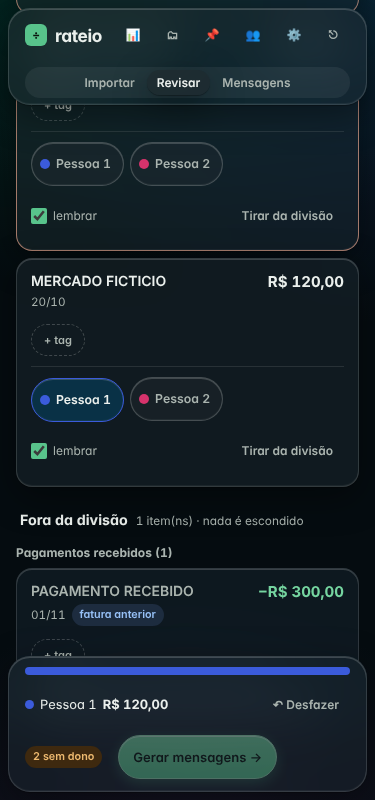 rateio
Importar Revisar Mensagens
+ tag
Pessoa 1 Pessoa 2
lembrar Tirar da divisão
MERCADO FICTICIO R$ 120,00
20/10
+ tag
Pessoa 1 Pessoa 2
lembrar Tirar da divisão
Fora da divisão 1 item(ns) · nada é escondido
Pagamentos recebidos (1)
PAGAMENTO RECEBIDO −R$ 300,00
01/11 fatura anterior
+ tag
Pessoa 1 R$ 120,00 ↶ Desfazer
2 sem dono Gerar mensagens →